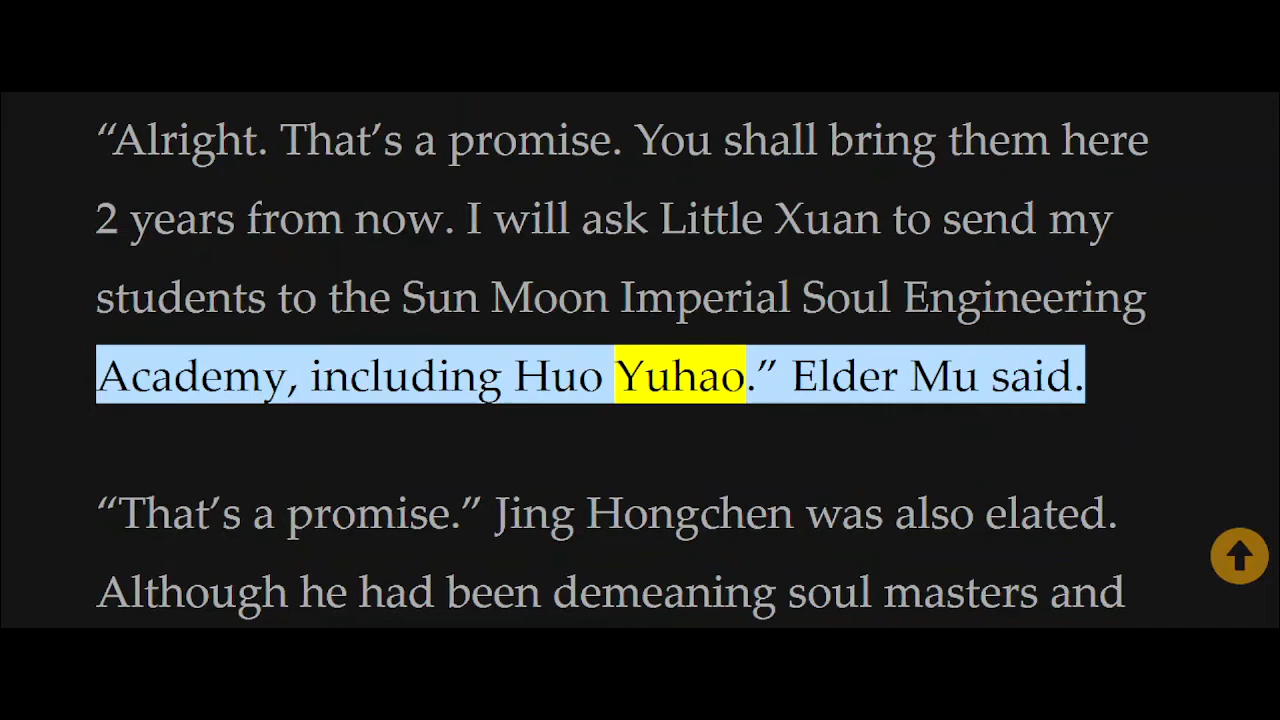 “Alright. That’s a promise. You shall bring them here
2 years from now. I will ask Little Xuan to send my
students to the Sun Moon Imperial Soul Engineering
Academy, including Huo Yuhao.” Elder Mu said.
“That’s a promise.” Jing Hongchen was also elated.
Although he had been demeaning soul masters and